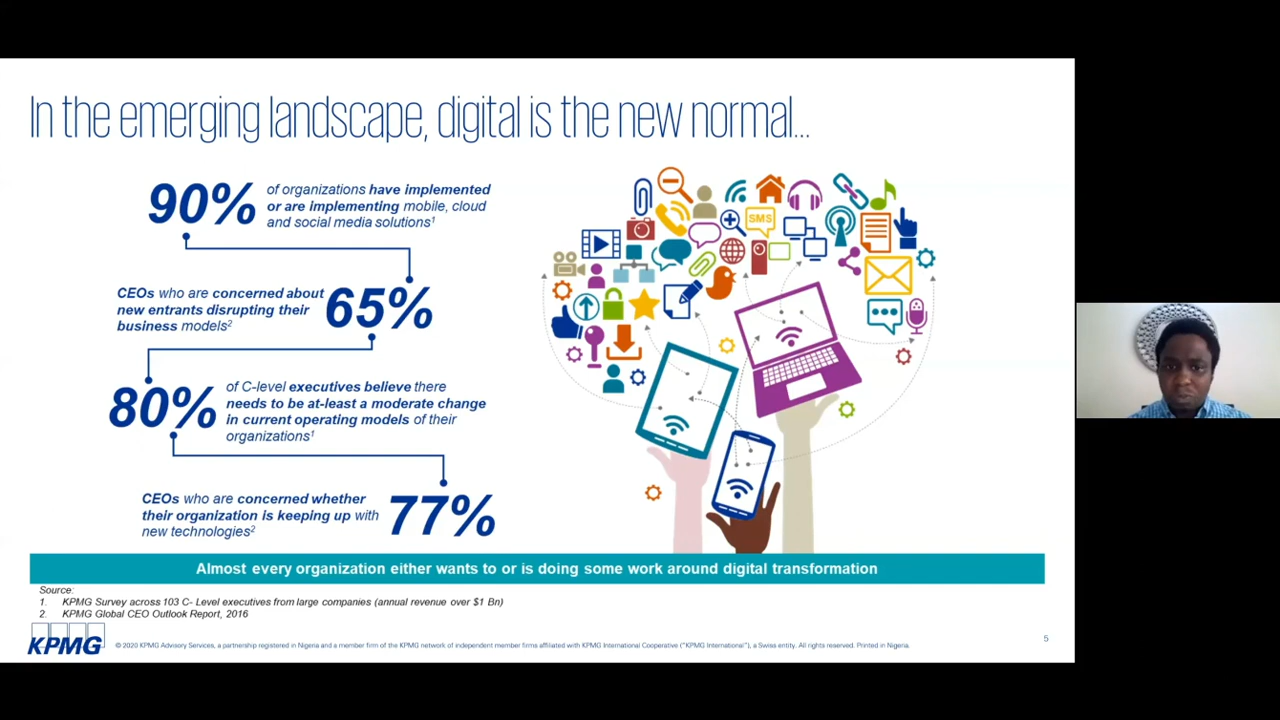 In the emerging landscape, digital is the new normal...
90%
of organizations have implemented
or are implementing mobile, cloud
and social media solutions1
CEOs who are concerned about
new entrants disrupting their
business models2
65%
80%
of C-level executives believe there
needs to be at-least a moderate change
in current operating models of their
organizations1
CEOs who are concerned whether
their organization is keeping up with
new technologies2
77%
SMS
Almost every organization either wants to or is doing some work around digital transformation
Source:
1. KPMG Survey across 103 C- Level executives from large companies (annual revenue over $1 Bn)
2. KPMG Global CEO Outlook Report, 2016
KPMG
© 2020 KPMG Advisory Services, a partnership registered in Nigeria and a member firm of the KPMG network of independent member firms affiliated with KPMG International Cooperative ("KPMG International"), a Swiss entity. All rights reserved. Printed in Nigeria.
5